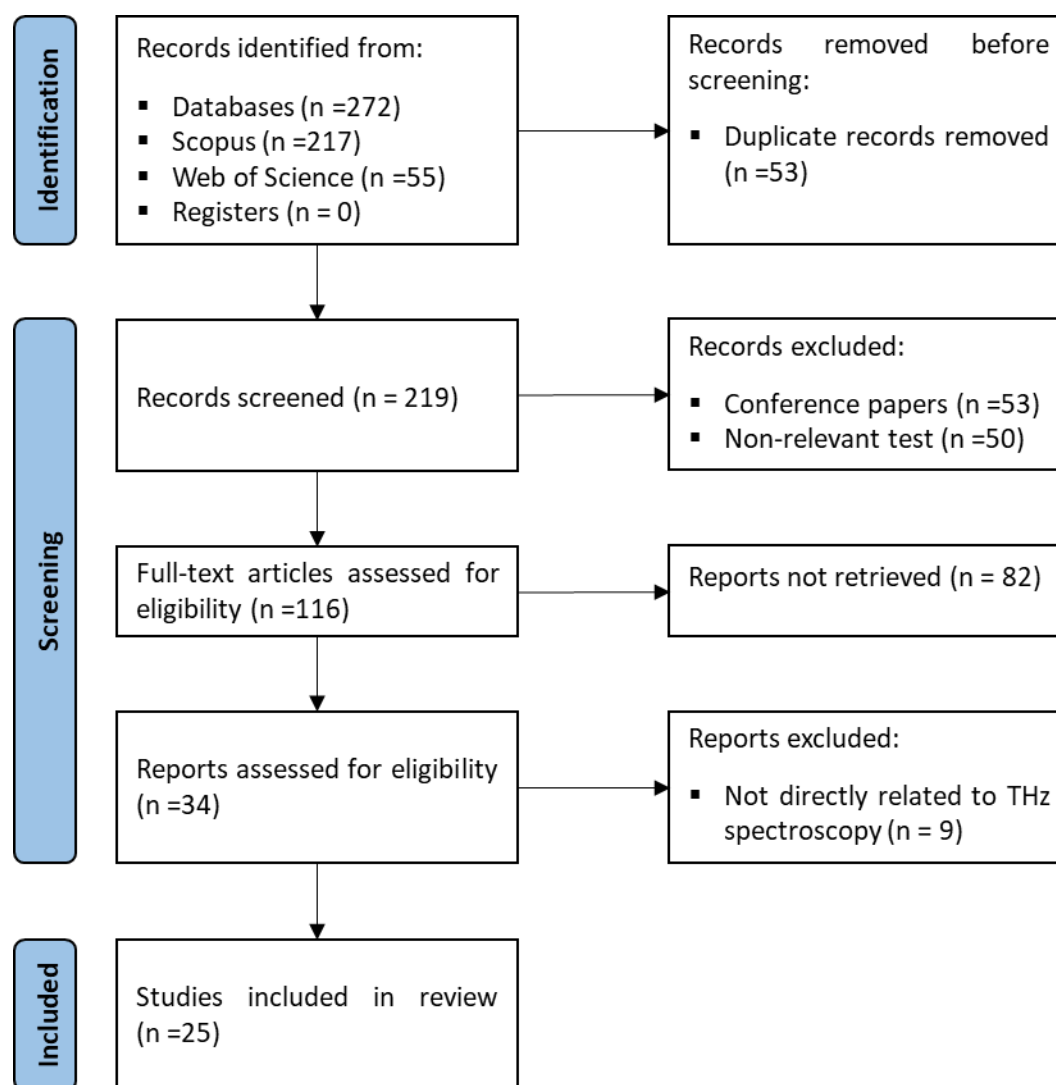 Identification
Records identified from:
▪ Databases (n =272)
▪ Scopus (n =217)
▪ Web of Science (n =55)
▪ Registers (n = 0)
Records removed before
screening:
▪ Duplicate records removed
(n =53)
Screening
Records screened (n = 219)
Records excluded:
▪ Conference papers (n =53)
▪ Non-relevant test (n =50)
Full-text articles assessed for
eligibility (n =116)
Reports not retrieved (n = 82)
Reports assessed for eligibility
(n =34)
Reports excluded:
▪ Not directly related to THz
spectroscopy (n = 9)
Included
Studies included in review
(n =25)